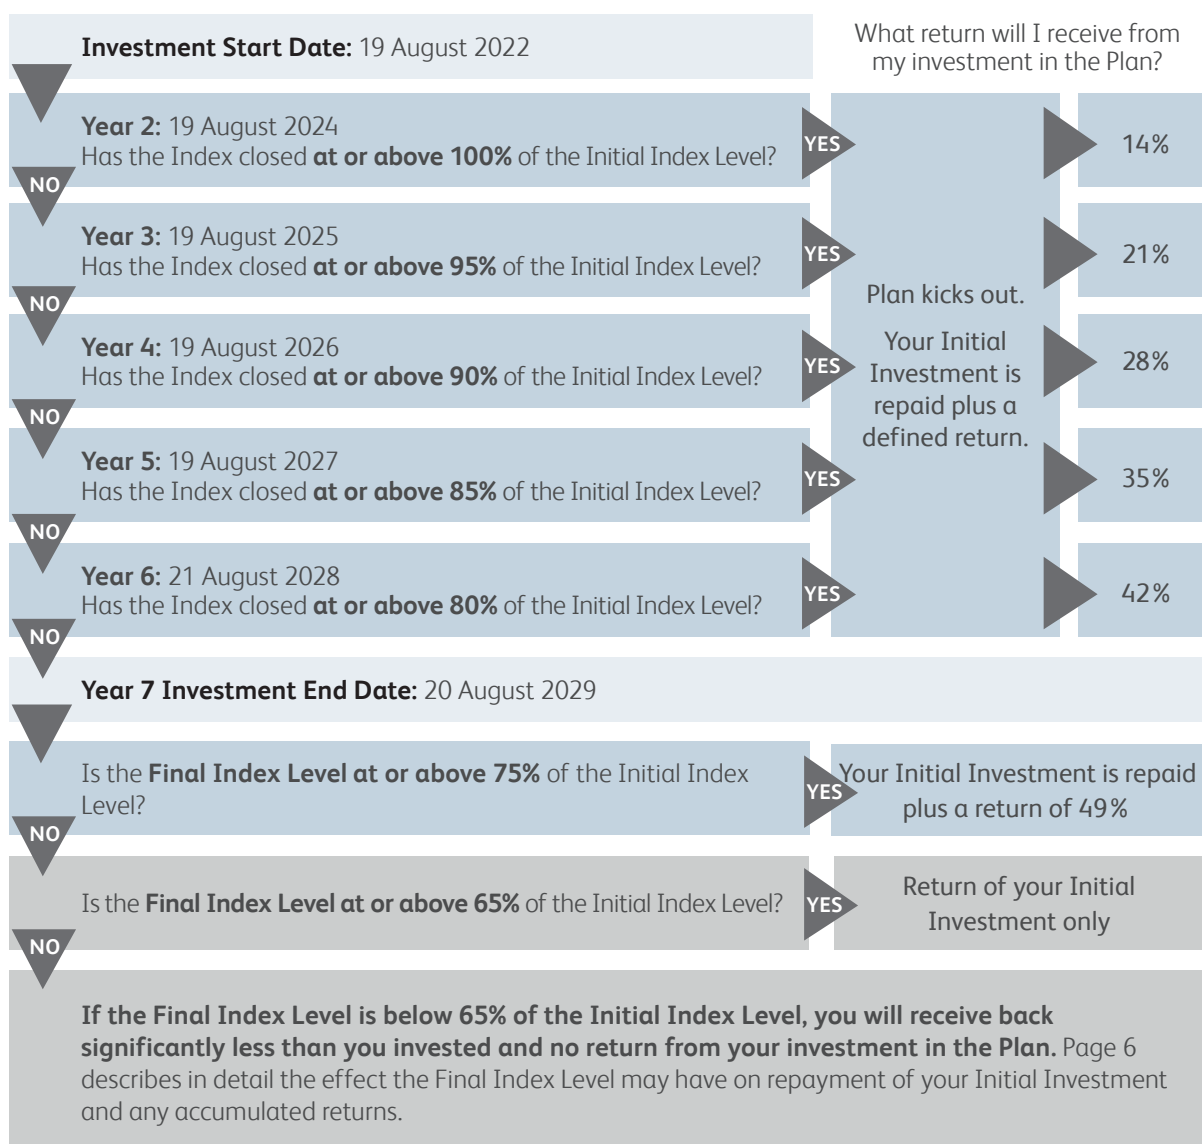 Investment Start Date: 19 August 2022
What return will I receive from
my investment in the Plan?
Year 2: 19 August 2024
Has the Index closed at or above 100% of the Initial Index Level?
YES
14%
NO
Year 3: 19 August 2025
Has the Index closed at or above 95% of the Initial Index Level?
YES
21%
NO
Plan kicks out.
Your Initial
Investment is
repaid plus a
defined return.
Year 4: 19 August 2026
Has the Index closed at or above 90% of the Initial Index Level?
YES
28%
NO
Year 5: 19 August 2027
Has the Index closed at or above 85% of the Initial Index Level?
YES
35%
NO
Year 6: 21 August 2028
Has the Index closed at or above 80% of the Initial Index Level?
YES
42%
NO
Year 7 Investment End Date: 20 August 2029
Is the Final Index Level at or above 75% of the Initial Index
Level?
YES
Your Initial Investment is repaid
plus a return of 49%
NO
Is the Final Index Level at or above 65% of the Initial Index Level?
YES
Return of your Initial
Investment only
NO
If the Final Index Level is below 65% of the Initial Index Level, you will receive back
significantly less than you invested and no return from your investment in the Plan. Page 6
describes in detail the effect the Final Index Level may have on repayment of your Initial Investment
and any accumulated returns.